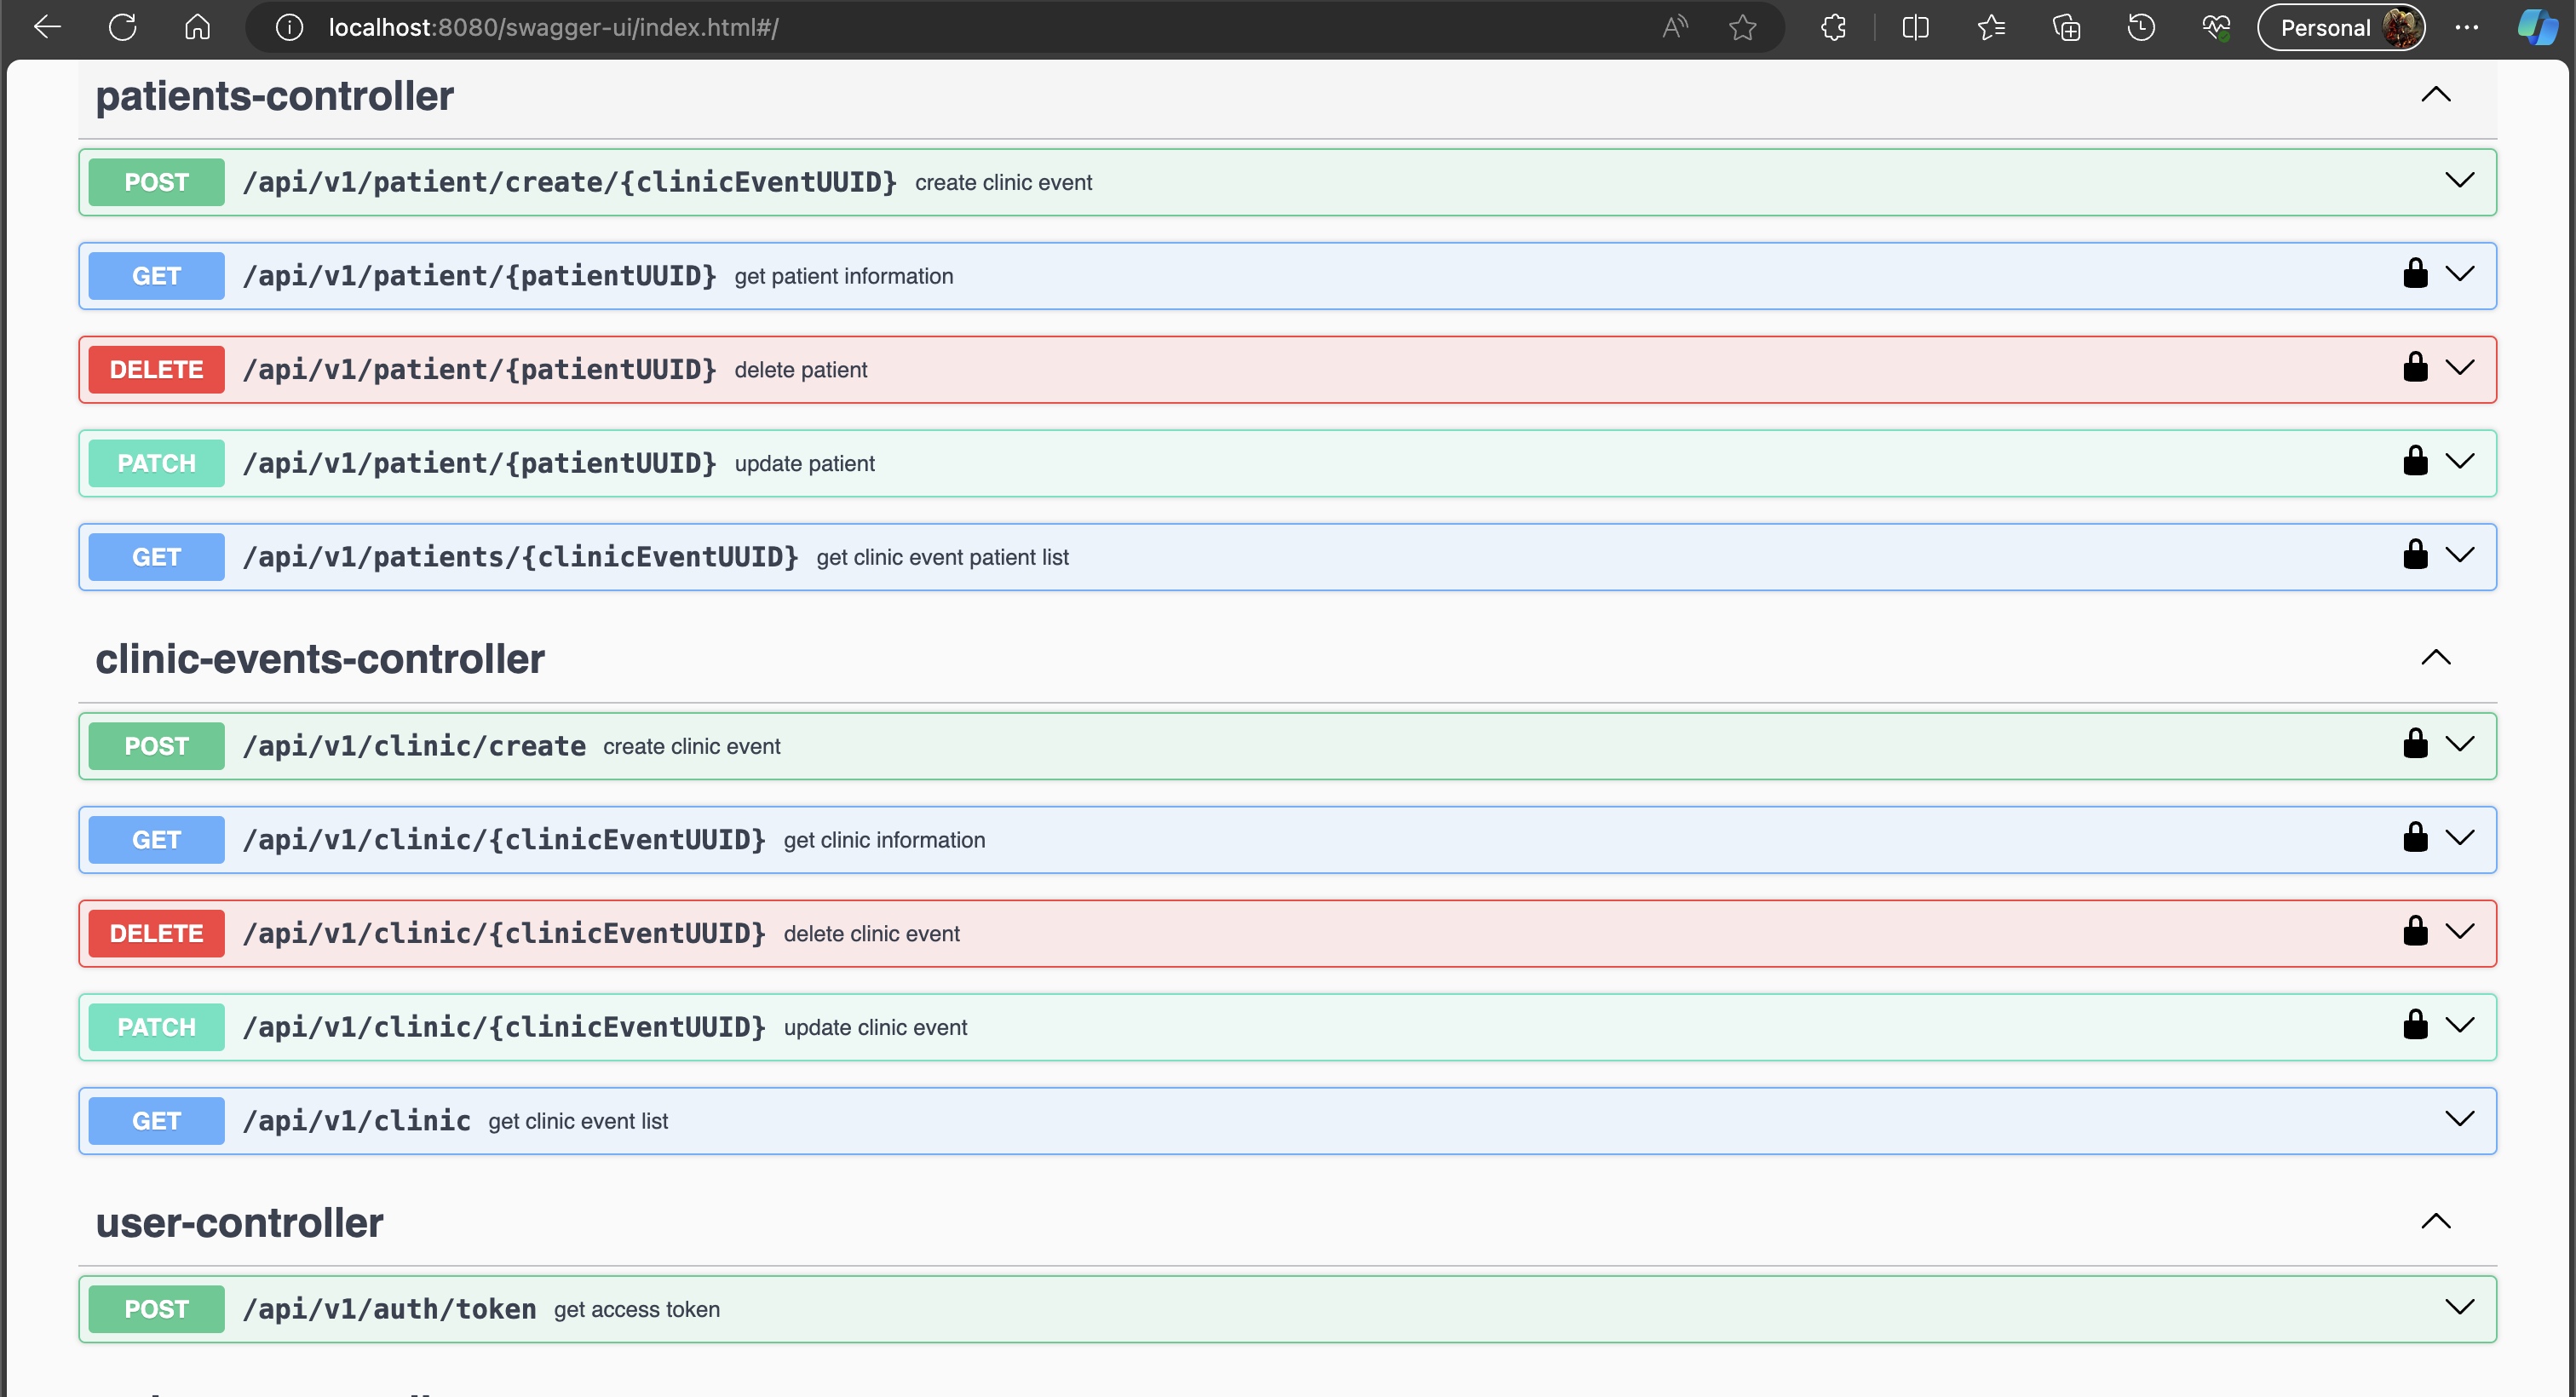 localhost:8080/swagger-ui/index.html#/
Personal
patients-controller
POST /api/v1/patient/create/{clinicEventUUID} create clinic event
GET /api/v1/patient/{patientUUID} get patient information
DELETE /api/v1/patient/{patientUUID} delete patient
PATCH /api/v1/patient/{patientUUID} update patient
GET /api/v1/patients/{clinicEventUUID} get clinic event patient list
clinic-events-controller
POST /api/v1/clinic/create create clinic event
GET /api/v1/clinic/{clinicEventUUID} get clinic information
DELETE /api/v1/clinic/{clinicEventUUID} delete clinic event
PATCH /api/v1/clinic/{clinicEventUUID} update clinic event
GET /api/v1/clinic get clinic event list
user-controller
POST /api/v1/auth/token get access token